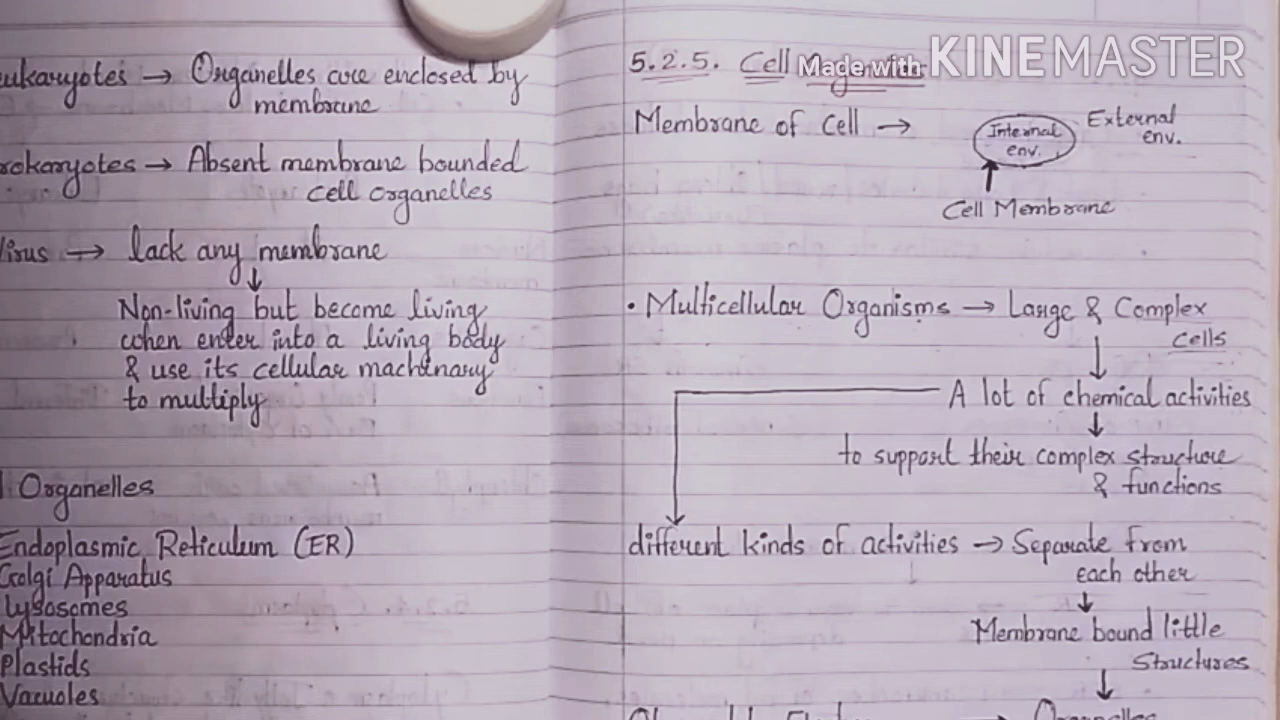 eukaryotes → Organelles are enclosed by
membrane
rokaryotes → Absent membrane bounded
cell organelles
Virus → lack any membrane
↓
Non-living but become living
when enter into a living body
& use its cellular machinary
to multiply
l Organelles
Endoplasmic Reticulum (ER)
Golgi Apparatus
Lysosomes
Mitochondria
Plastids
Vacuoles
5.2.5. Cell
Made with KINEMASTER
Membrane of Cell →
Internal
env.
External
env.
Cell Membrane
• Multicellular Organisms → Large & Complex
Cells
↓
A lot of chemical activities
↓
to support their complex structure
& functions
different kinds of activities → Separate from
each other
↓
Membrane bound little
Structures
↓
→ Organelles